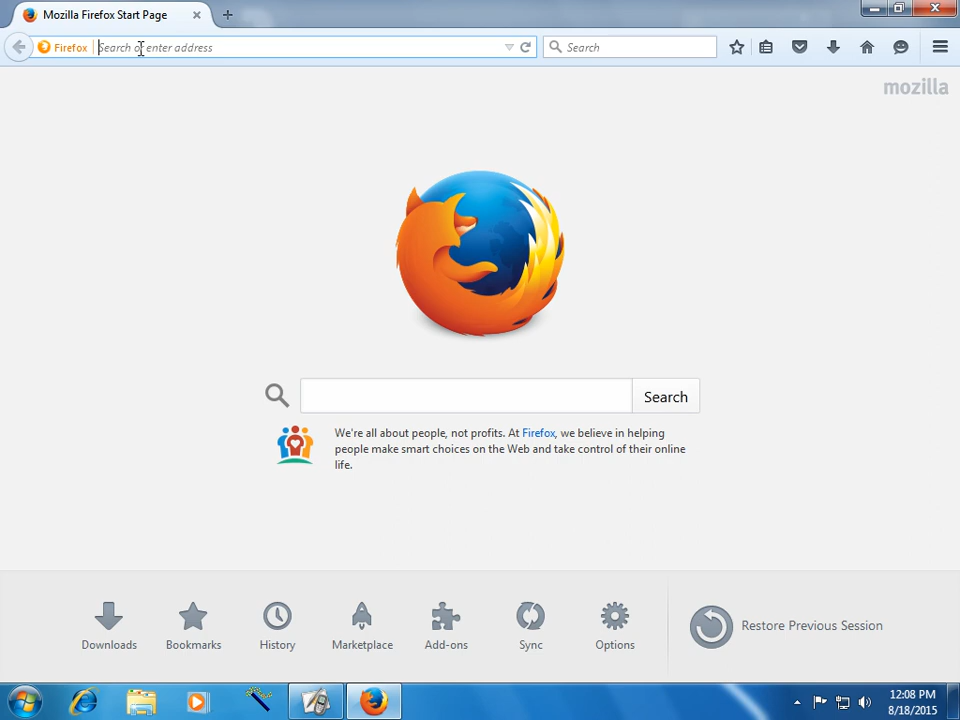 Mozilla Firefox Start Page
Firefox
Search or enter address
Search
mozilla
Search
We're all about people, not profits. At Firefox, we believe in helping
people make smart choices on the Web and take control of their online
life.
Downloads
Bookmarks
History
Marketplace
Add-ons
Sync
Options
Restore Previous Session
12:08 PM
8/18/2015